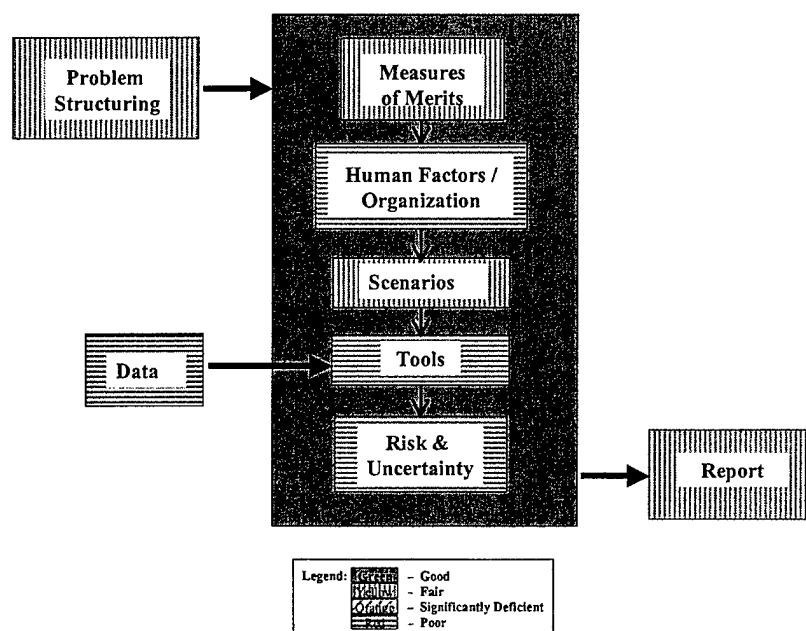 Problem
Structuring
Measures
of Merits
Human Factors /
Organization
Scenarios
Data
Tools
Risk &
Uncertainty
Report
Legend: Green – Good
Yellow – Fair
Orange – Significantly Deficient
Red – Poor